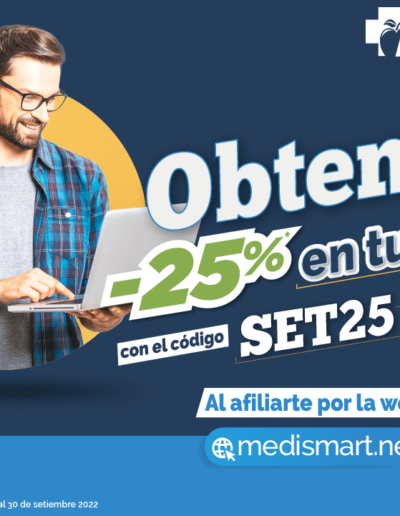 Obten
-25%*
en tu
con el código
SET25
Al afiliarte por la we
medismart.ne
al 30 de setiembre 2022